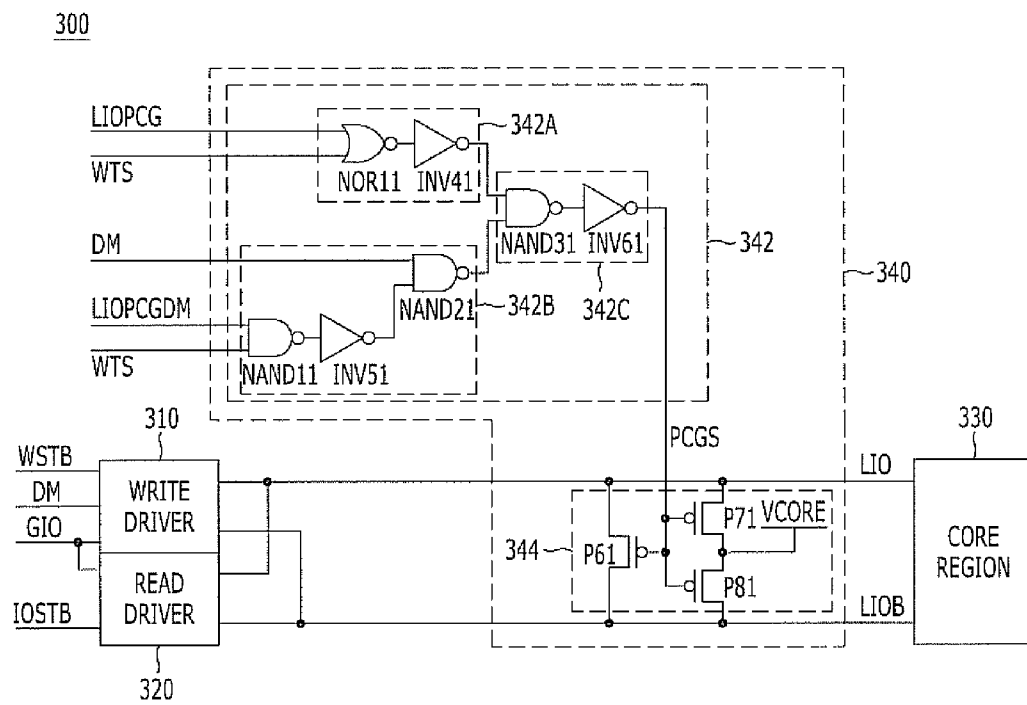 300
LIOPCG
WTS
NOR11 INV41
342A
NAND31 INV61
342C
342
340
DM
LIOPCGDM
WTS
NAND21
342B
NAND11 INV51
310
PCGS
330
WSTB
DM
GIO
IOSTB
WRITE
DRIVER
READ
DRIVER
320
LIO
344
P61
P71
VCORE
P81
LIOB
CORE
REGION